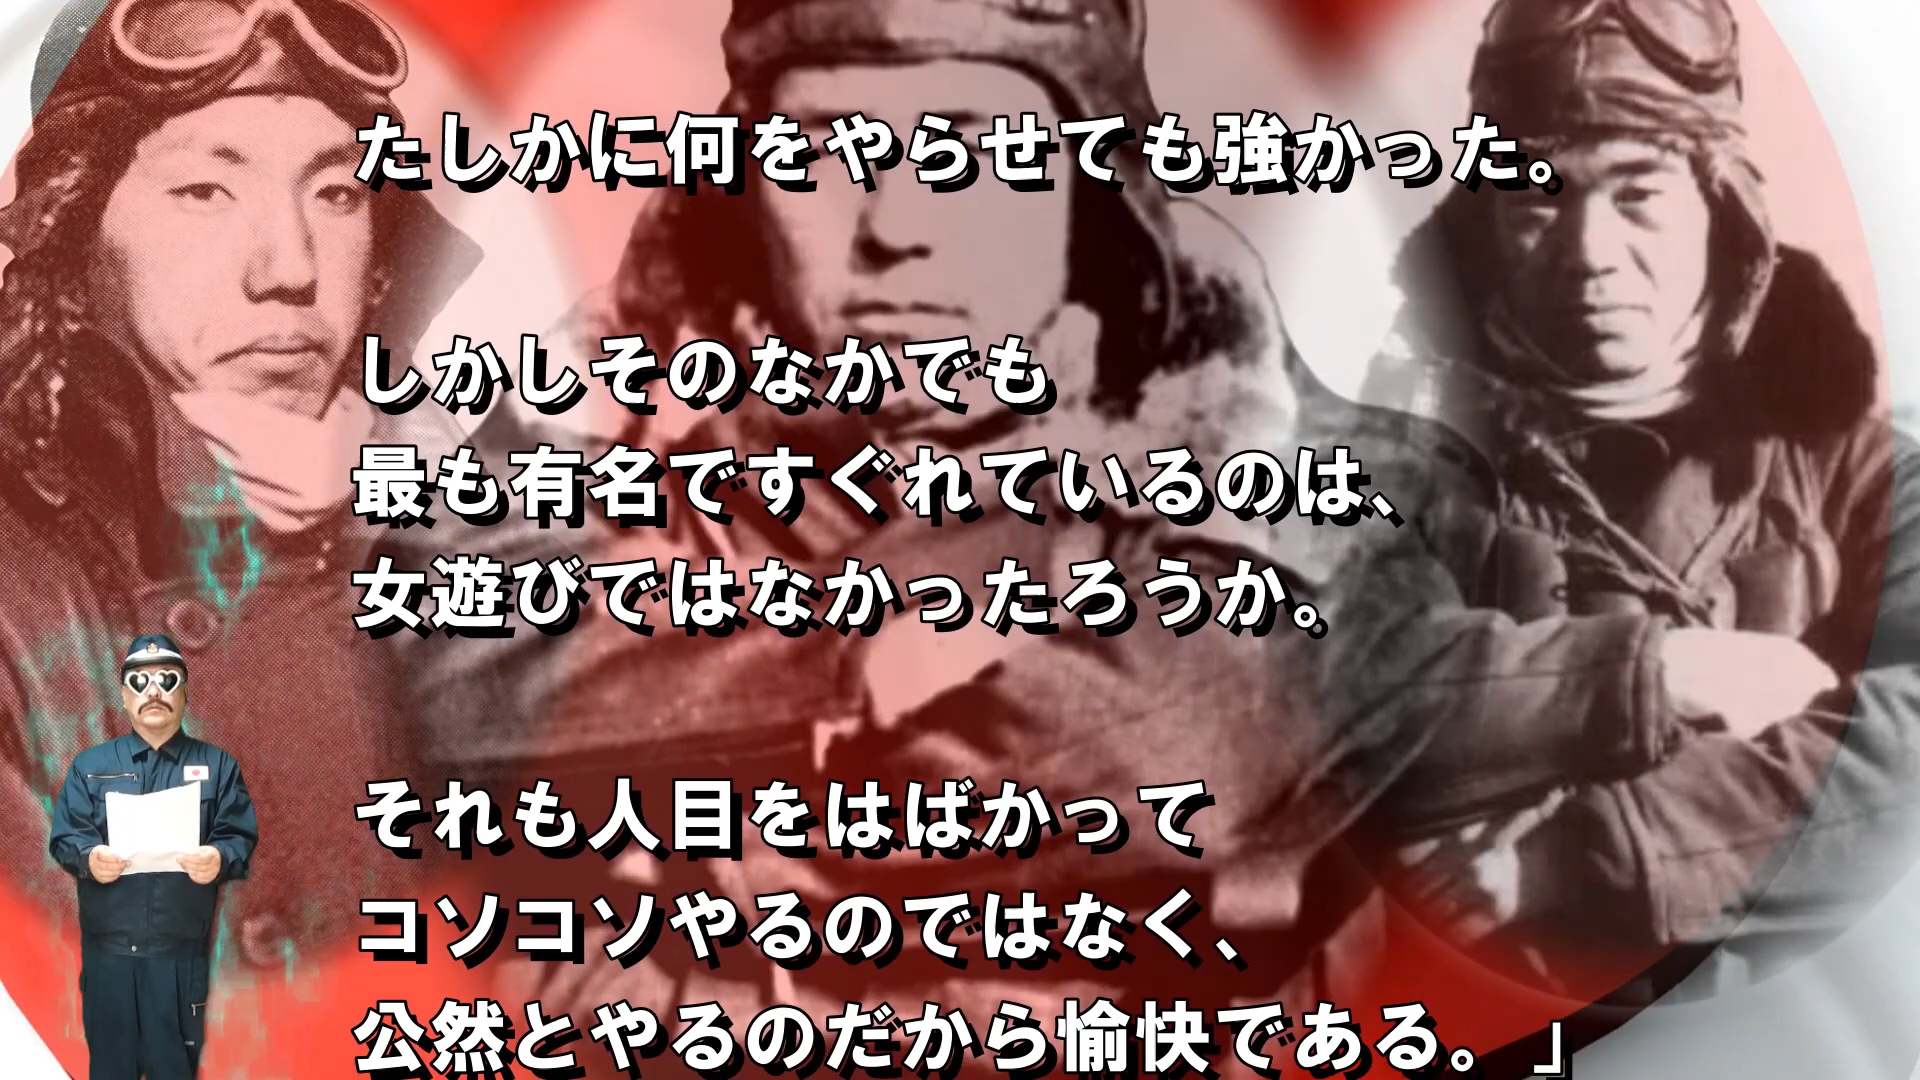 たしかに何をやらせても強かった。
しかしそのなかでも
最も有名ですぐれているのは、
女遊びではなかったろうか。
それも人目をはばかって
コソコソやるのではなく、
公然とやるのだから愉快である。」